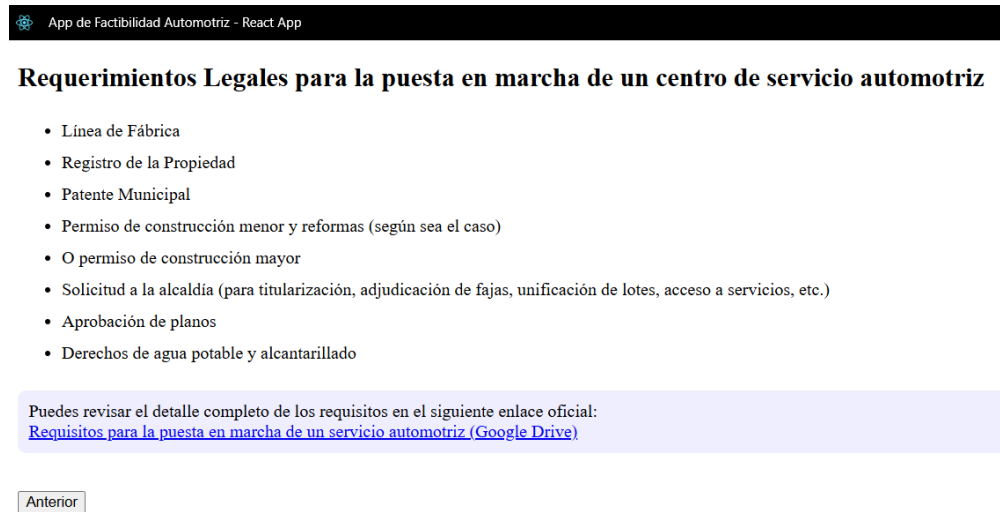 App de Factibilidad Automotriz - React App
Requerimientos Legales para la puesta en marcha de un centro de servicio automotriz
• Línea de Fábrica
• Registro de la Propiedad
• Patente Municipal
• Permiso de construcción menor y reformas (según sea el caso)
• O permiso de construcción mayor
• Solicitud a la alcaldía (para titularización, adjudicación de fajas, unificación de lotes, acceso a servicios, etc.)
• Aprobación de planos
• Derechos de agua potable y alcantarillado
Puedes revisar el detalle completo de los requisitos en el siguiente enlace oficial:
Requisitos para la puesta en marcha de un servicio automotriz (Google Drive)
Anterior